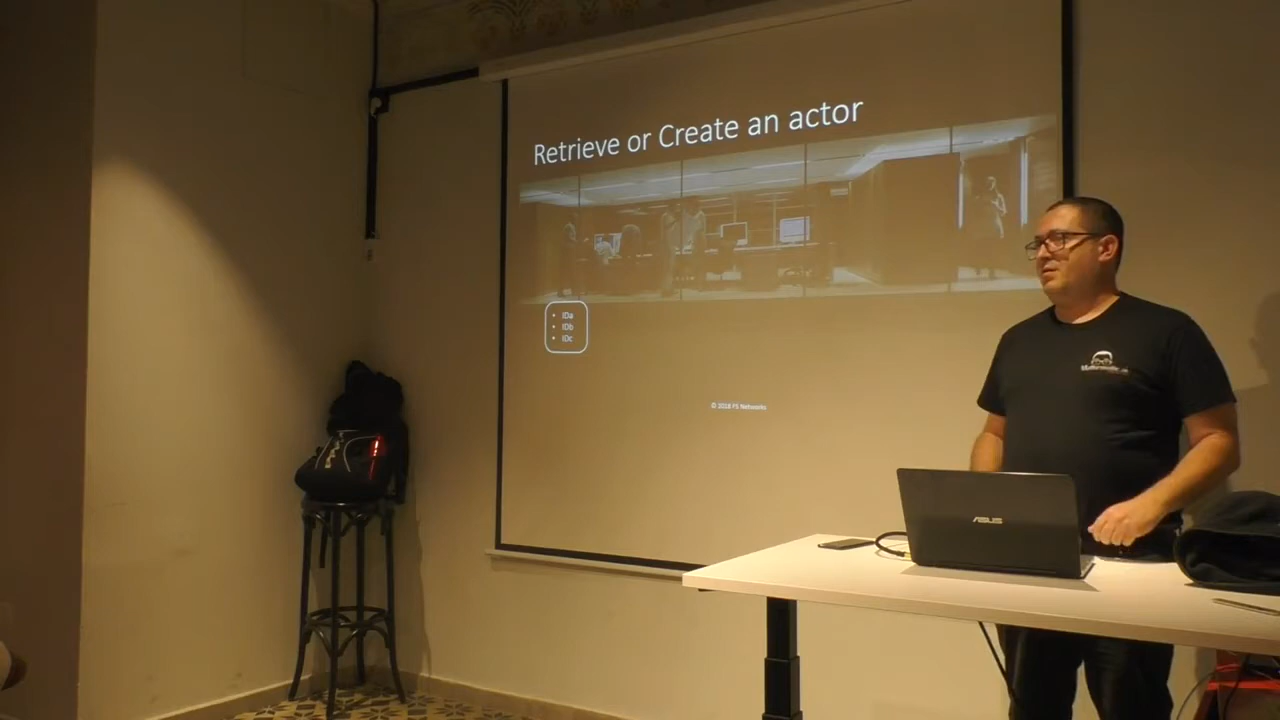 Retrieve or Create an actor
• IDa
• IDb
• IDc
© 2018 F5 Networks
ASUS